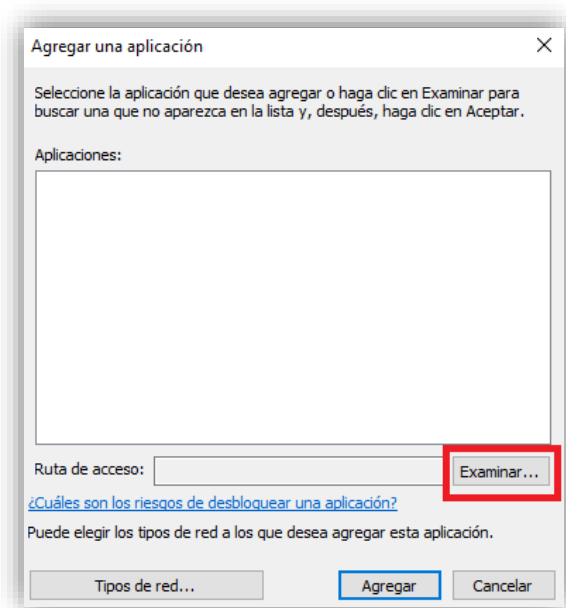 Agregar una aplicación
Seleccione la aplicación que desea agregar o haga clic en Examinar para
buscar una que no aparezca en la lista y, después, haga clic en Aceptar.
Aplicaciones:
Ruta de acceso:
Examinar...
¿Cuáles son los riesgos de desbloquear una aplicación?
Puede elegir los tipos de red a los que desea agregar esta aplicación.
Tipos de red...
Agregar
Cancelar